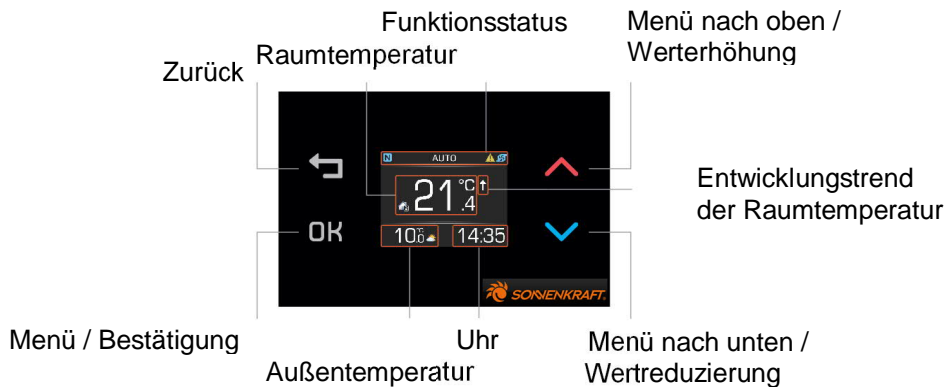 Funktionsstatus
Menü nach oben /
Werterhöhung
Raumtemperatur
Zurück
N AUTO
21 °C
.4
Entwicklungstrend
der Raumtemperatur
OK
10 °C
.0
14:35
SONNENKRAFT.
Menü / Bestätigung
Uhr
Menü nach unten /
Wertreduzierung
Außentemperatur